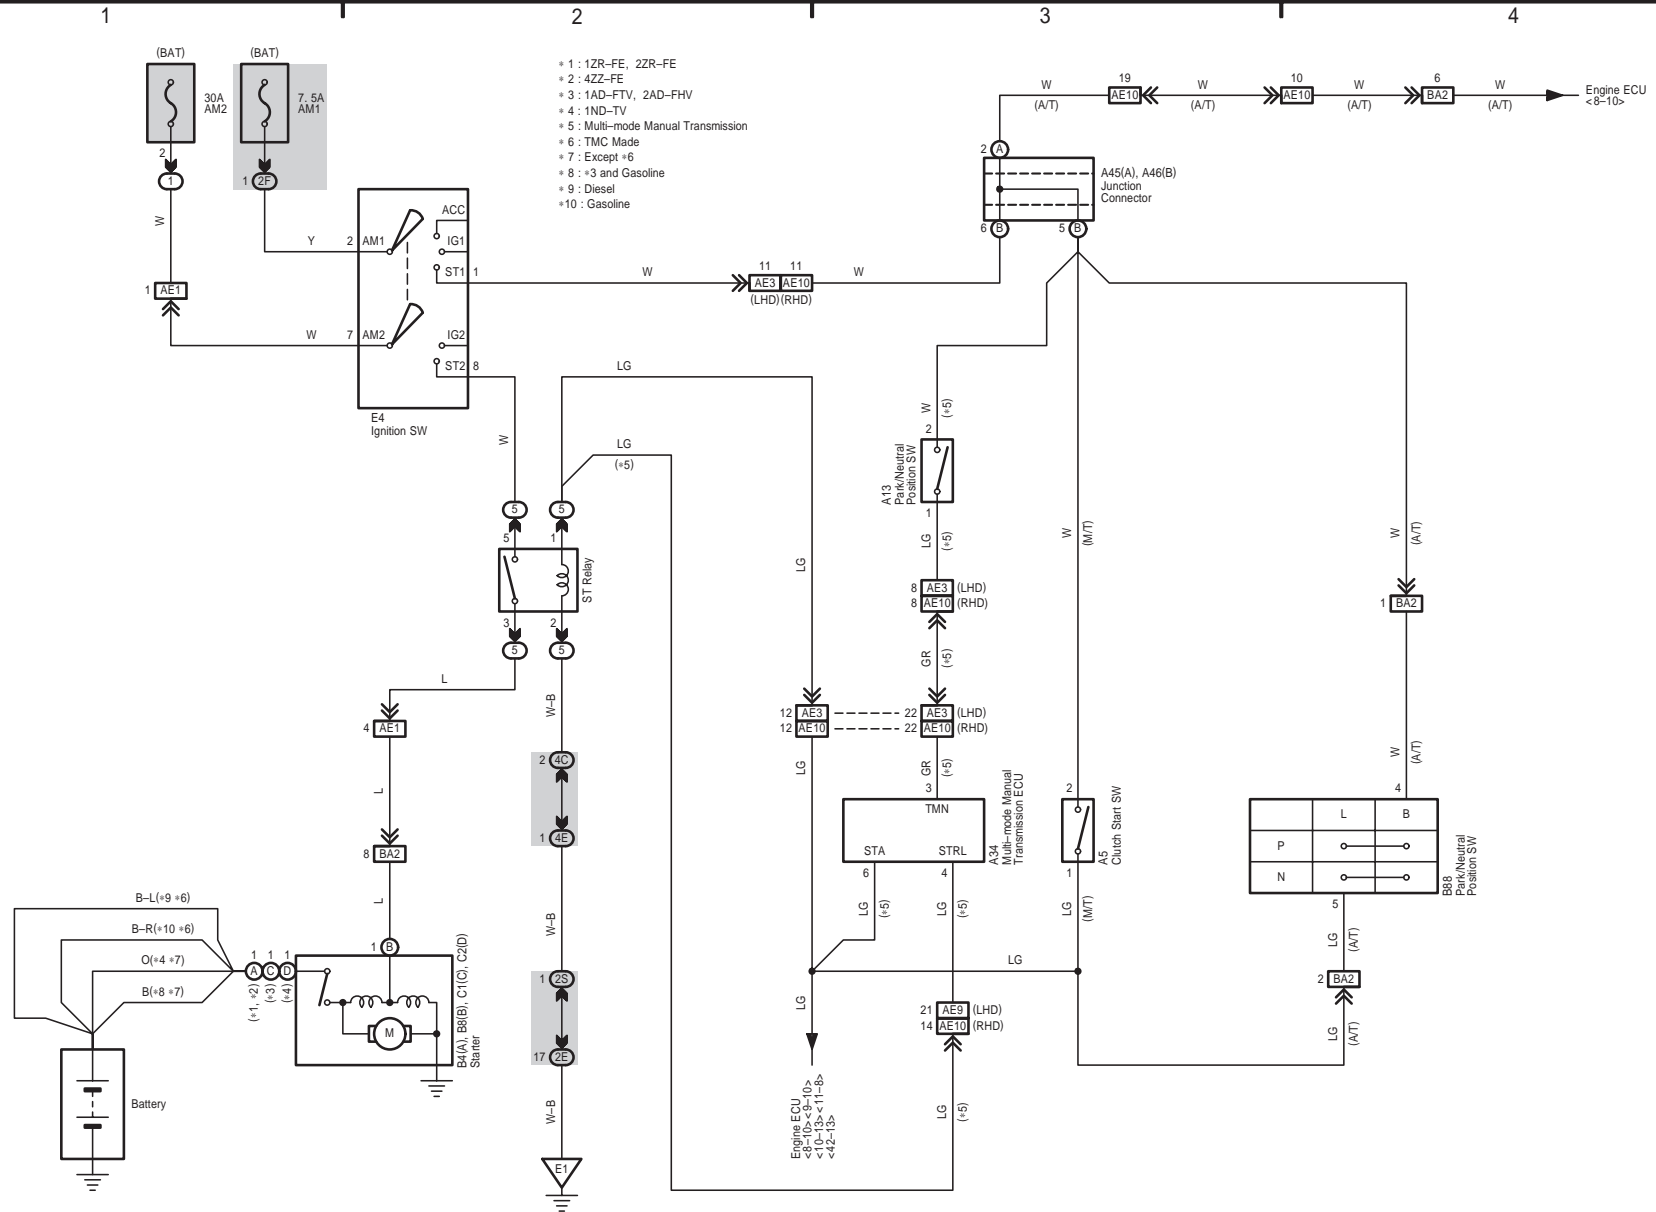 1 2 3 4
(BAT) (BAT)
30A
AM2
7. 5A
AM1
2
1
1 2F
W
1 AE1
Y
W
2 AM1
7 AM2
ACC
IG1
ST1 1
IG2
ST2 8
E4
Ignition SW
∗ 1 : 1ZR–FE, 2ZR–FE
∗ 2 : 4ZZ–FE
∗ 3 : 1AD–FTV, 2AD–FHV
∗ 4 : 1ND–TV
∗ 5 : Multi–mode Manual Transmission
∗ 6 : TMC Made
∗ 7 : Except ∗6
∗ 8 : ∗3 and Gasoline
∗ 9 : Diesel
∗10 : Gasoline
W
(A/T)
19
AE10
W
(A/T)
10
AE10
W
(A/T)
6
BA2
W
(A/T)
Engine ECU
<8–10>
2 A
A45(A), A46(B)
Junction
Connector
6 B
5 B
W
11 11
AE3 AE10
(LHD)(RHD)
W
LG
LG
(∗5)
W
5
5
5
1
ST Relay
3
2
5
5
L
4 AE1
L
8 BA2
L
W–B
2 4C
1 4E
W–B
1 2S
17 2E
W–B
E1
LG
12 AE3
12 AE10
LG
W
(∗5)
2
A13
Park/Neutral
Position SW
1
LG
(∗5)
8 AE3 (LHD)
8 AE10 (RHD)
GR
(∗5)
22 AE3 (LHD)
22 AE10 (RHD)
GR
(∗5)
3
TMN
STA
STRL
A34
Multi–mode Manual
Transmission ECU
6
4
LG
(∗5)
LG
(∗5)
LG
LG
21 AE9 (LHD)
14 AE10 (RHD)
LG
(∗5)
Engine ECU
<8–10><9–10>
<10–13><11–8>
<42–13>
W
(M/T)
2
A5
Clutch Start SW
1
LG
(M/T)
W
(A/T)
1 BA2
W
(A/T)
4
L B
P
N
B88
Park/Neutral
Position SW
5
LG
(A/T)
2 BA2
LG
(A/T)
B–L(∗9 ∗6)
B–R(∗10 ∗6)
O(∗4 ∗7)
B(∗8 ∗7)
1 1 1
A C D
(∗1, ∗2)
(∗3)
(∗4)
1 B
M
B4(A), B8(B), C1(C), C2(D)
Starter
Battery